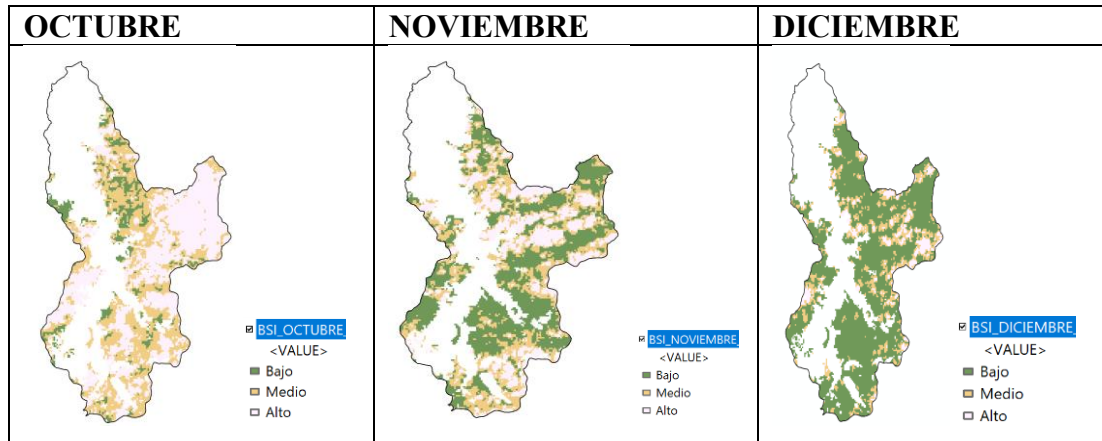 OCTUBRE
NOVIEMBRE
DICIEMBRE
BSI_OCTUBRE
<VALUE>
Bajo
Medio
Alto
BSI_NOVIEMBRE
<VALUE>
Bajo
Medio
Alto
BSI_DICIEMBRE
<VALUE>
Bajo
Medio
Alto